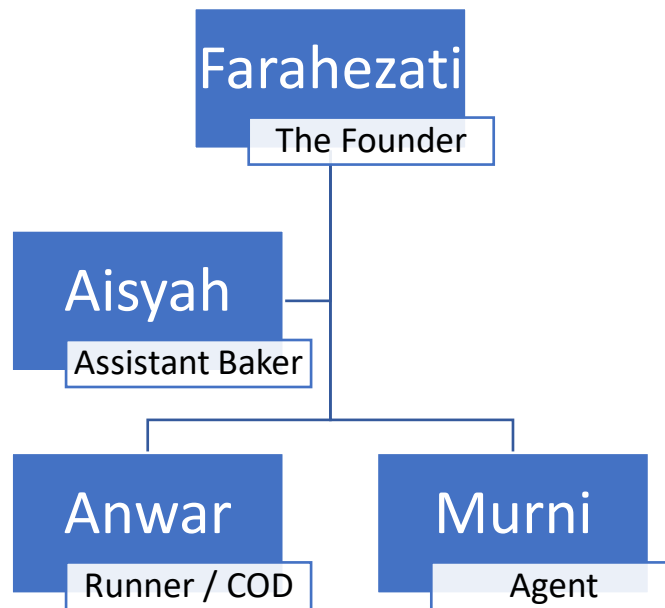 Farahezati
The Founder
Aisyah
Assistant Baker
Anwar
Runner / COD
Murni
Agent